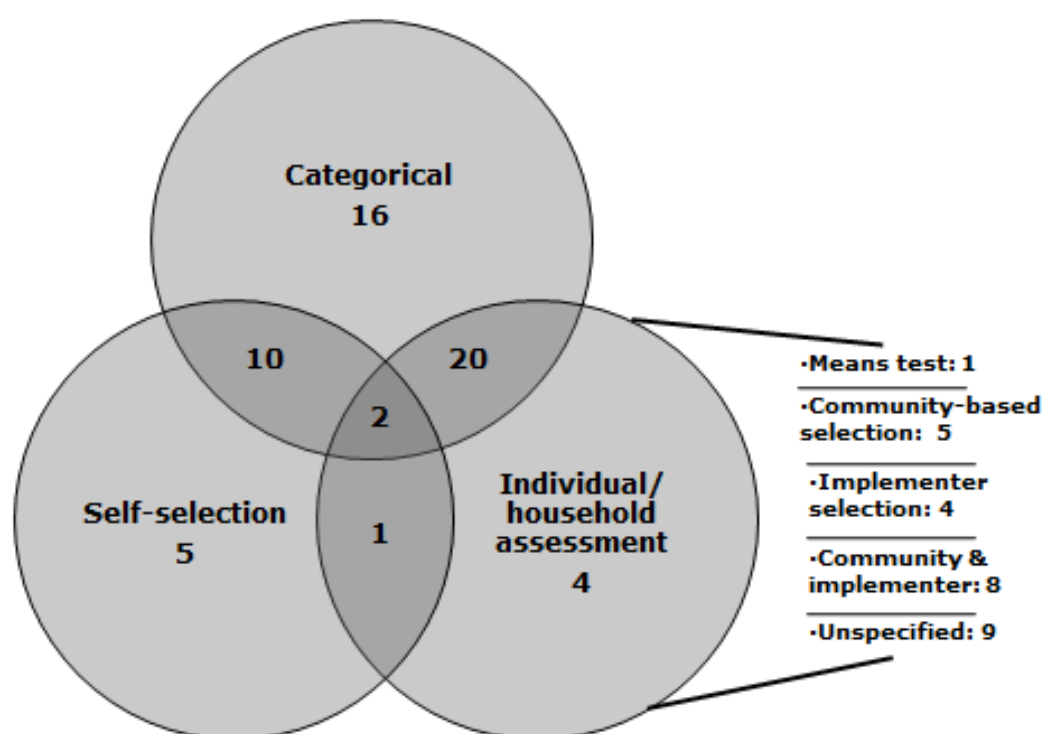 Categorical
16
10
20
2
Self-selection
5
1
Individual/
household
assessment
4
·Means test: 1
·Community-based
selection:  5
·Implementer
selection: 4
·Community &
implementer: 8
·Unspecified: 9